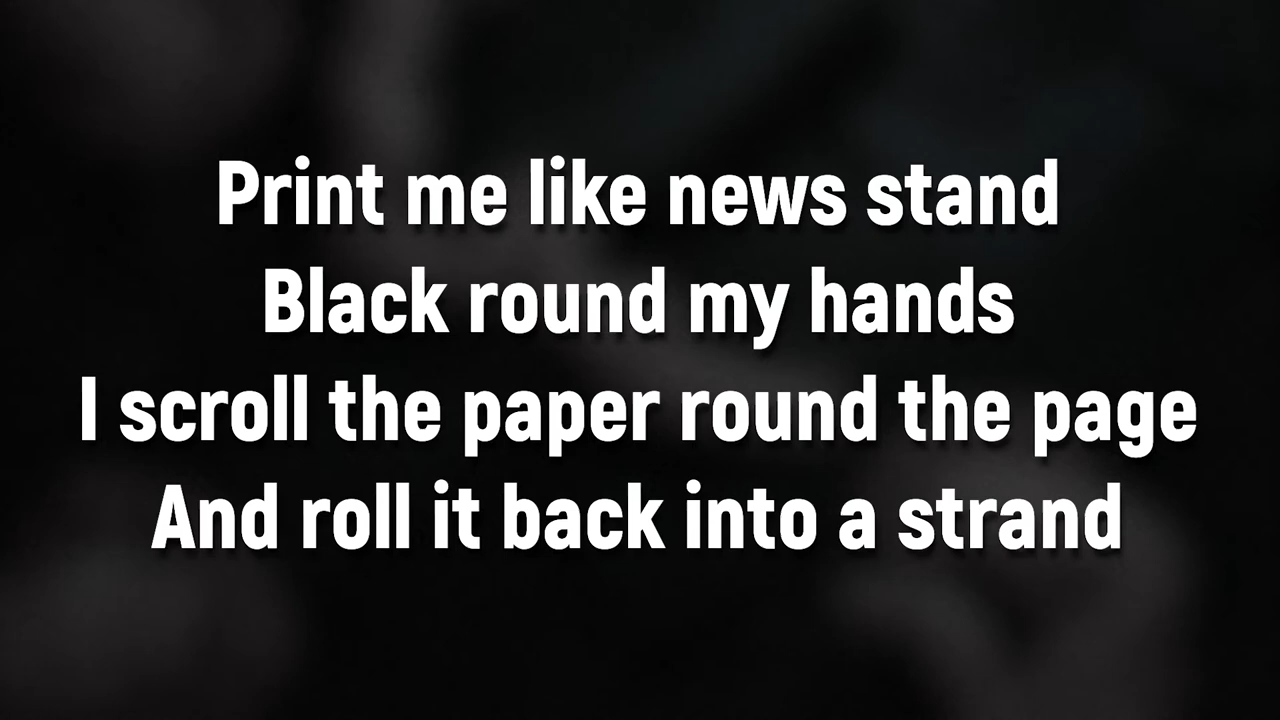 Print me like news stand
Black round my hands
I scroll the paper round the page
And roll it back into a strand